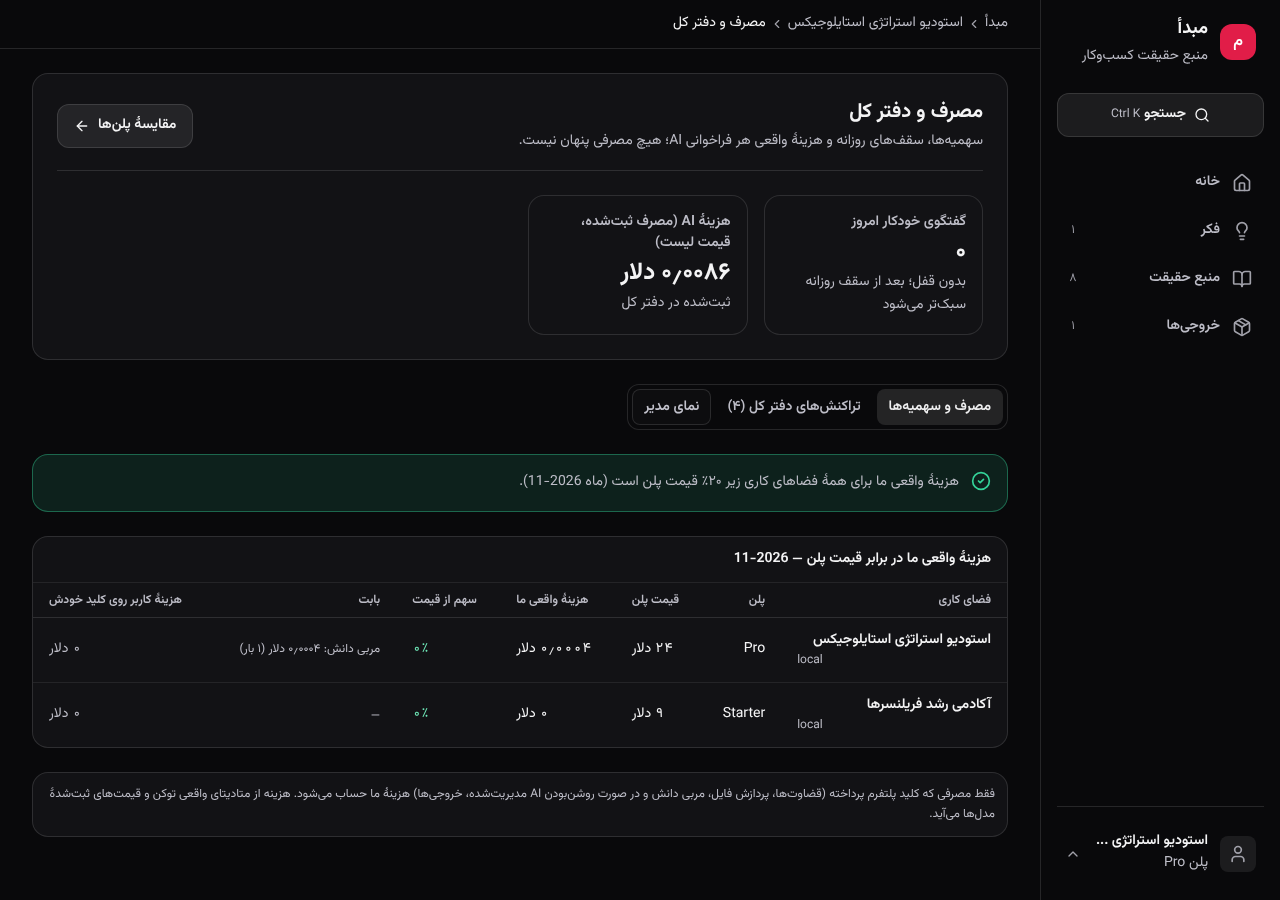 م
مبدأ
منبع حقیقت کسب‌وکار
جستجو Ctrl K
خانه
فکر ۱
منبع حقیقت ۸
خروجی‌ها ۱
استودیو استراتژی ...
پلن Pro
مبدأ › استودیو استراتژی استایلوجیکس › مصرف و دفتر کل
مصرف و دفتر کل
سهمیه‌ها، سقف‌های روزانه و هزینهٔ واقعی هر فراخوانی AI؛ هیچ مصرفی پنهان نیست.
مقایسهٔ پلن‌ها
گفتگوی خودکار امروز
۰
بدون قفل؛ بعد از سقف روزانه
سبک‌تر می‌شود
هزینهٔ AI (مصرف ثبت‌شده،
قیمت لیست)
۰٫۰۰۸۶ دلار
ثبت‌شده در دفتر کل
مصرف و سهمیه‌ها
تراکنش‌های دفتر کل (۴)
نمای مدیر
هزینهٔ واقعی ما برای همهٔ فضاهای کاری زیر ۲۰٪ قیمت پلن است (ماه 2026-11).
هزینهٔ واقعی ما در برابر قیمت پلن — 2026-11
فضای کاری پلن قیمت پلن هزینهٔ واقعی ما سهم از قیمت بابت هزینهٔ کاربر روی کلید خودش
استودیو استراتژی استایلوجیکس
local
Pro ۲۴ دلار ۰٫۰۰۰۴ دلار ۰٪ مربی دانش: ۰٫۰۰۰۴ دلار (۱ بار) ۰ دلار
آکادمی رشد فریلنسرها
local
Starter ۹ دلار ۰ دلار ۰٪ — ۰ دلار
فقط مصرفی که کلید پلتفرم پرداخته (قضاوت‌ها، پردازش فایل، مربی دانش و در صورت روشن‌بودن AI مدیریت‌شده، خروجی‌ها) هزینهٔ ما حساب می‌شود. هزینه از متادیتای واقعی توکن و قیمت‌های ثبت‌شدهٔ
مدل‌ها می‌آید.